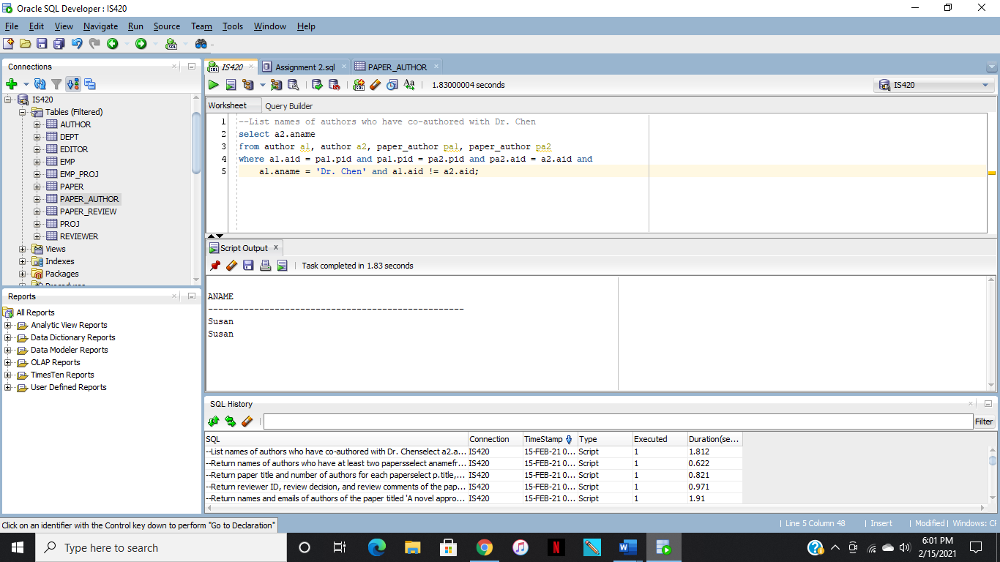 Oracle SQL Developer : IS420
File Edit View Navigate Run Source Team Tools Window Help
Connections
IS420
Tables (Filtered)
AUTHOR
DEPT
EDITOR
EMP
EMP_PROJ
PAPER
PAPER_AUTHOR
PAPER_REVIEW
PROJ
REVIEWER
Views
Indexes
Packages
Reports
All Reports
Analytic View Reports
Data Dictionary Reports
Data Modeler Reports
OLAP Reports
TimesTen Reports
User Defined Reports
IS420 Assignment 2.sql PAPER_AUTHOR
1.83000004 seconds IS420
Worksheet Query Builder
1 --List names of authors who have co-authored with Dr. Chen
2 select a2.aname
3 from author a1, author a2, paper_author pa1, paper_author pa2
4 where a1.aid = pa1.pid and pa1.pid = pa2.pid and pa2.aid = a2.aid and
5 a1.aname = 'Dr. Chen' and a1.aid != a2.aid;
Script Output x
Task completed in 1.83 seconds
ANAME
--------------------------------------------------
Susan
Susan
SQL History
Filter
SQL Connection TimeStamp Type Executed Duration(se...
--List names of authors who have co-authored with Dr. Chenselect a2.a... IS420 15-FEB-21 0... Script 1 1.812
--Return names of authors who have at least two papersselect anamefr... IS420 15-FEB-21 0... Script 1 0.622
--Return paper title and number of authors for each paperselect p.title,... IS420 15-FEB-21 0... Script 1 0.821
--Return reviewer ID, review decision, and review comments of the pap... IS420 15-FEB-21 0... Script 1 0.971
--Return names and emails of authors of the paper titled 'A novel appro... IS420 15-FEB-21 0... Script 1 1.91
Click on an identifier with the Control key down to perform "Go to Declaration"
Line 5 Column 48 Insert Modified Windows: CF
Type here to search
6:01 PM
2/15/2021